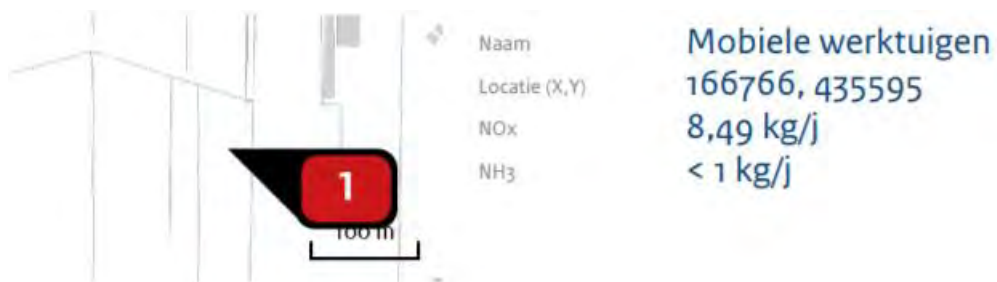 Naam Mobiele werktuigen
Locatie (X,Y) 166766, 435595
NOx 8,49 kg/j
NH3 < 1 kg/j
1
100 m